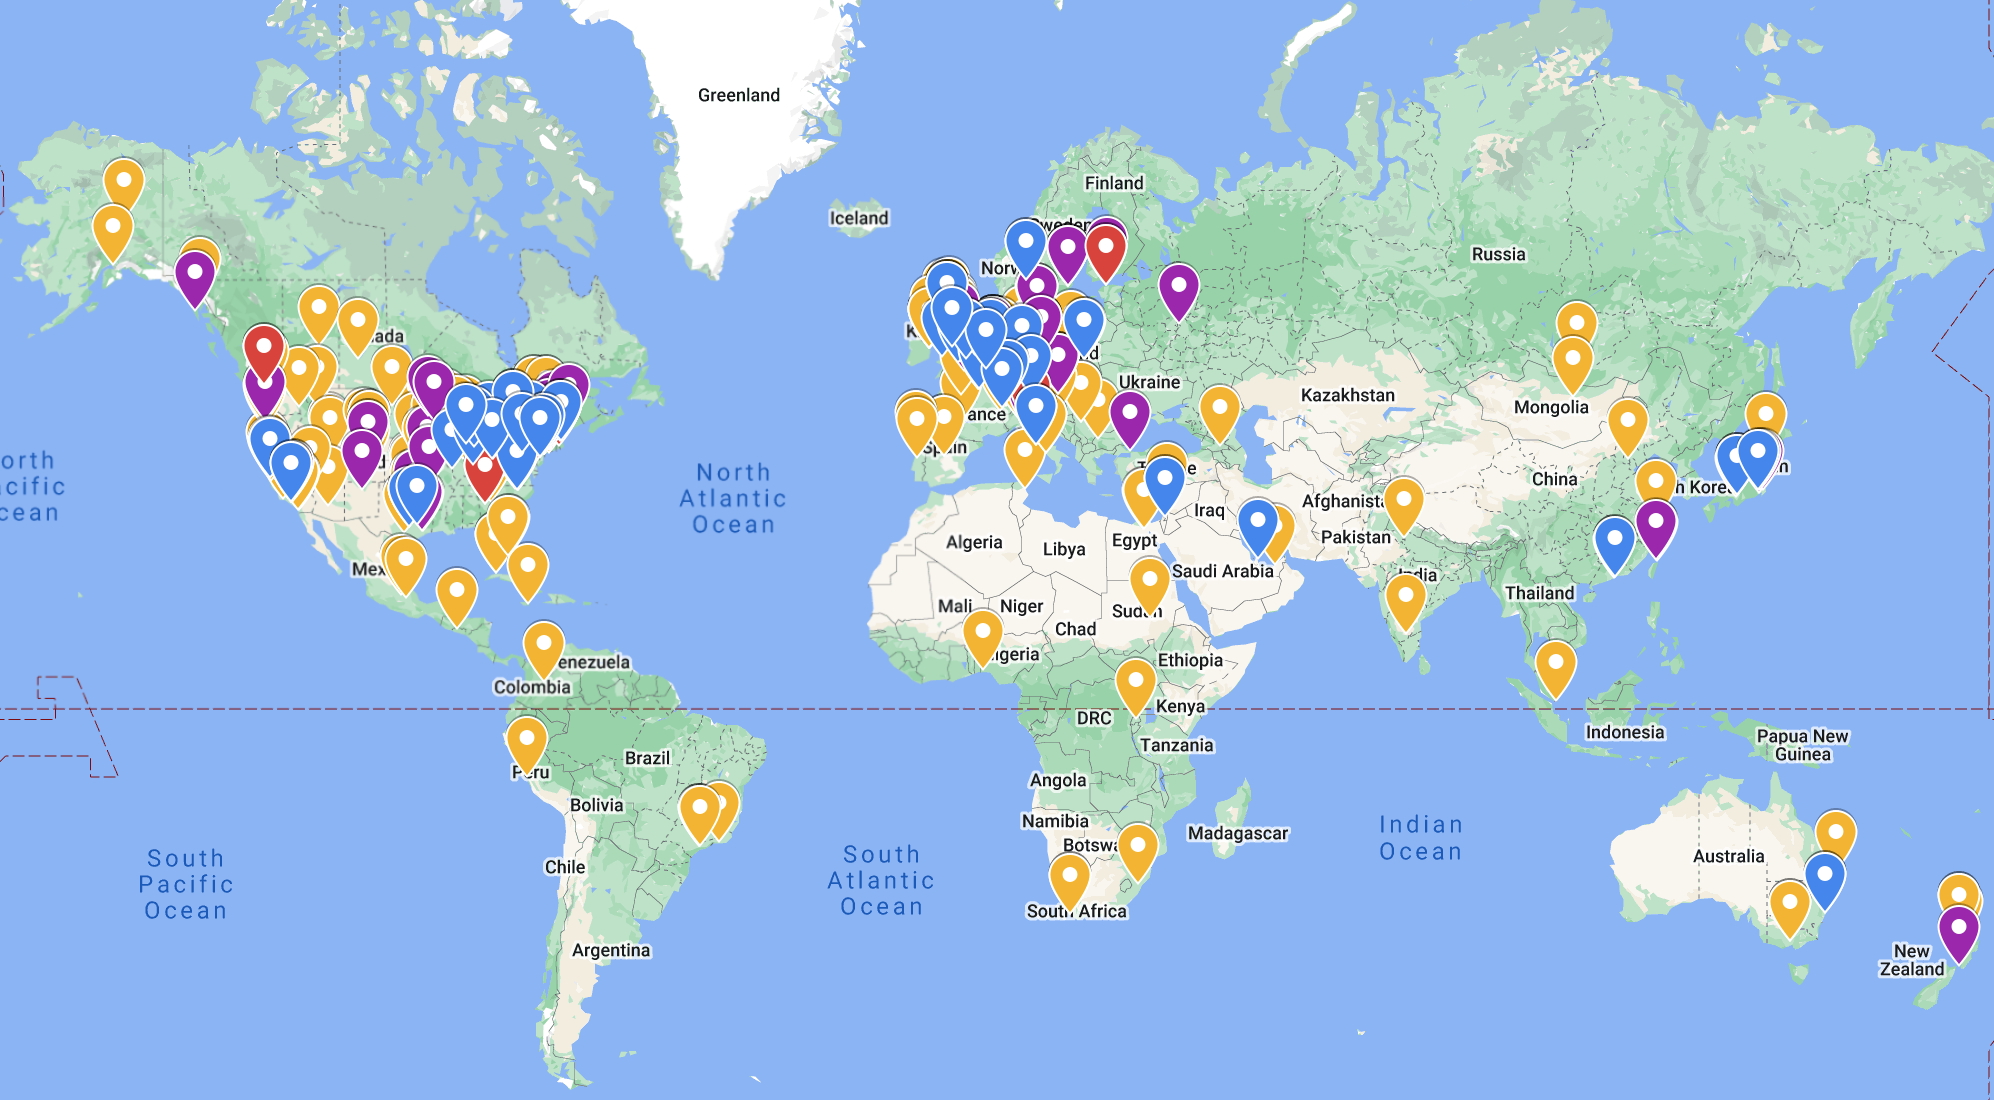 Greenland
Iceland
Finland
Sweden
Norw
Russia
Ukraine
Kazakhstan
Mongolia
North
Atlantic
Ocean
orth
acific
cean
ada
Mex
ance
Spain
China
Iraq
Afghanista
Pakistan
Algeria
Libya
Egypt
Saudi Arabia
India
Thailand
Mali
Niger
Chad
Sudan
igeria
Ethiopia
enezuela
Colombia
DRC
Kenya
Tanzania
Indonesia
Papua New
Guinea
Peru
Brazil
Bolivia
Angola
Namibia
Botswa
Madagascar
South
Pacific
Ocean
Chile
South
Atlantic
Ocean
Indian
Ocean
Australia
South Africa
Argentina
New
Zealand